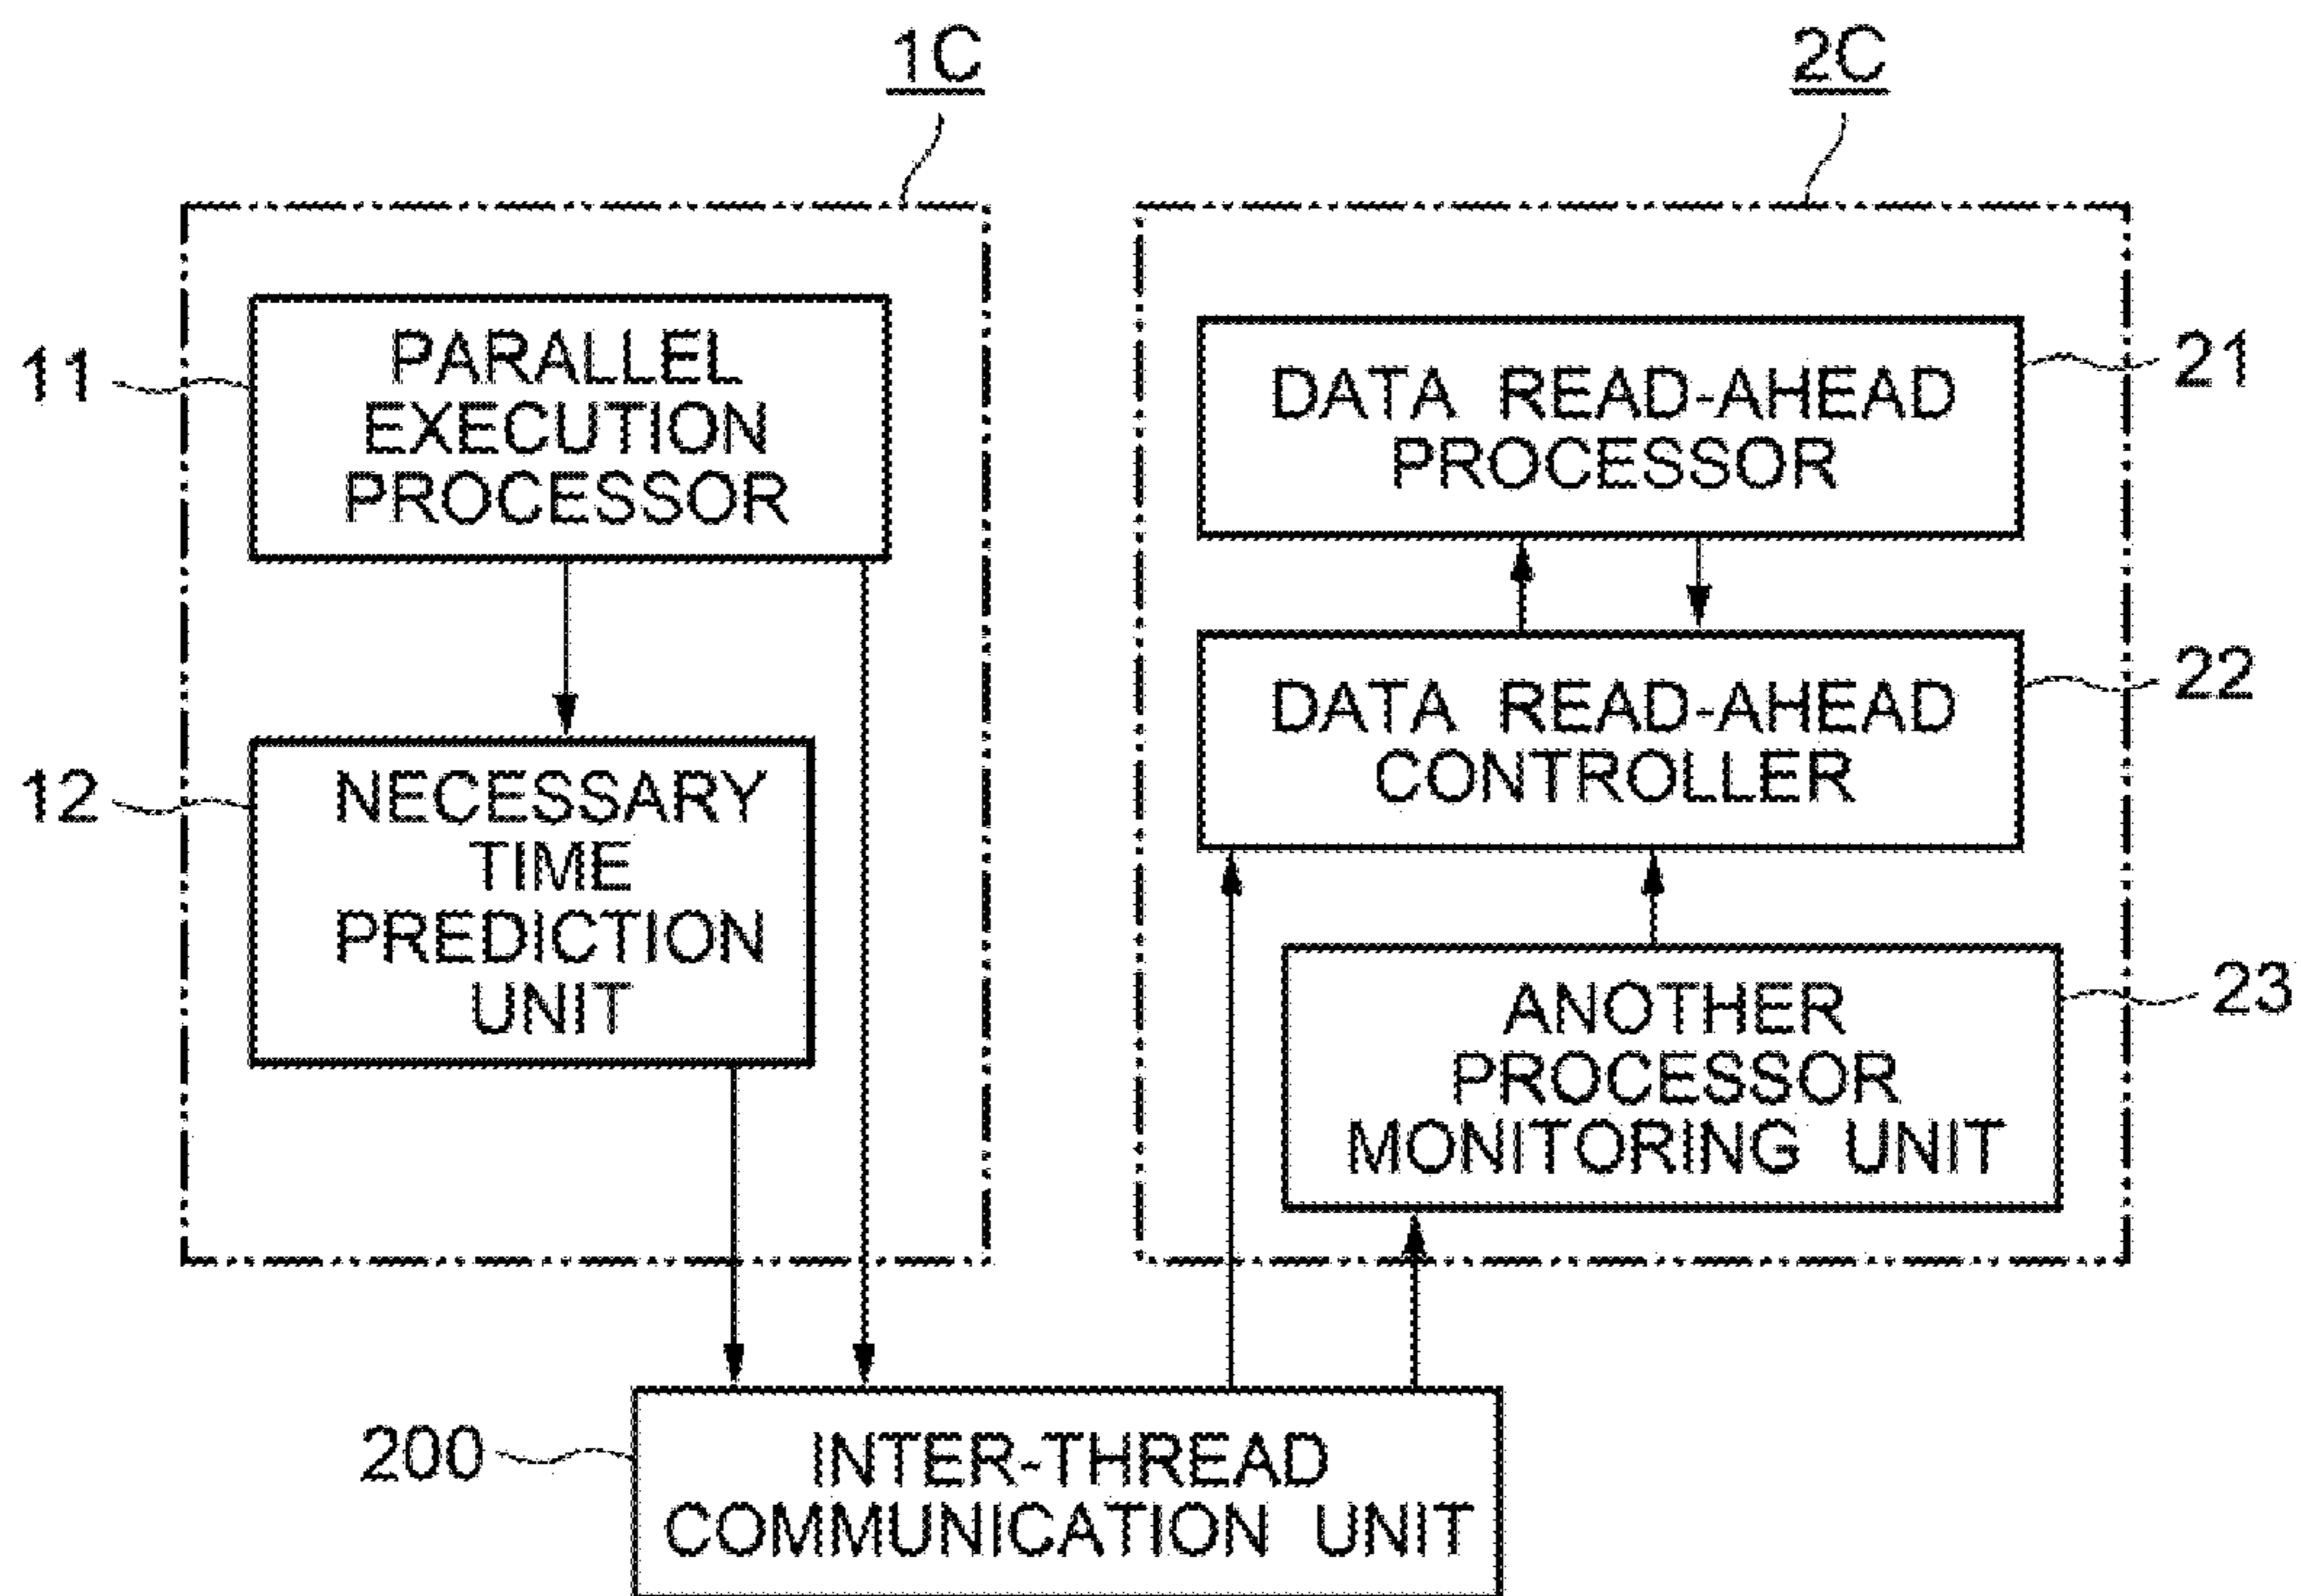 1C
2C
11
PARALLEL
EXECUTION
PROCESSOR
12
NECESSARY
TIME
PREDICTION
UNIT
DATA READ-AHEAD
PROCESSOR
21
DATA READ-AHEAD
CONTROLLER
22
ANOTHER
PROCESSOR
MONITORING UNIT
23
200
INTER-THREAD
COMMUNICATION UNIT